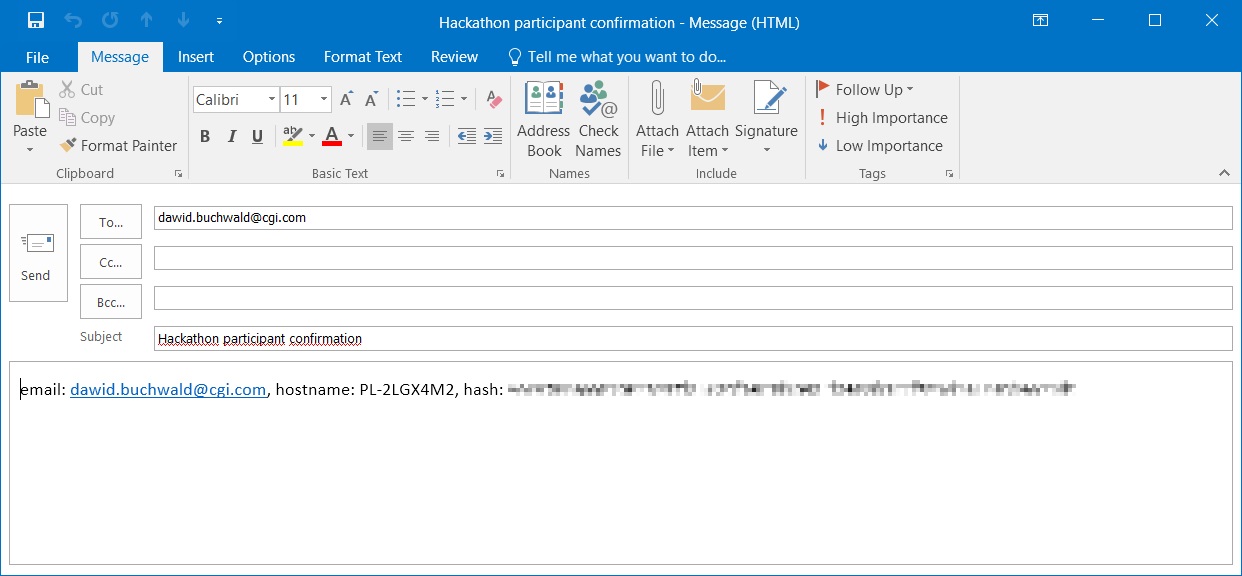 Hackathon participant confirmation - Message (HTML)
File Message Insert Options Format Text Review Tell me what you want to do...
Paste
Cut
Copy
Format Painter
Clipboard
Calibri 11
B I U ab A
Basic Text
Address Book
Check Names
Names
Attach File
Attach Item
Signature
Include
Follow Up
High Importance
Low Importance
Tags
Send
To... dawid.buchwald@cgi.com
Cc...
Bcc...
Subject Hackathon participant confirmation
email: dawid.buchwald@cgi.com, hostname: PL-2LGX4M2, hash: